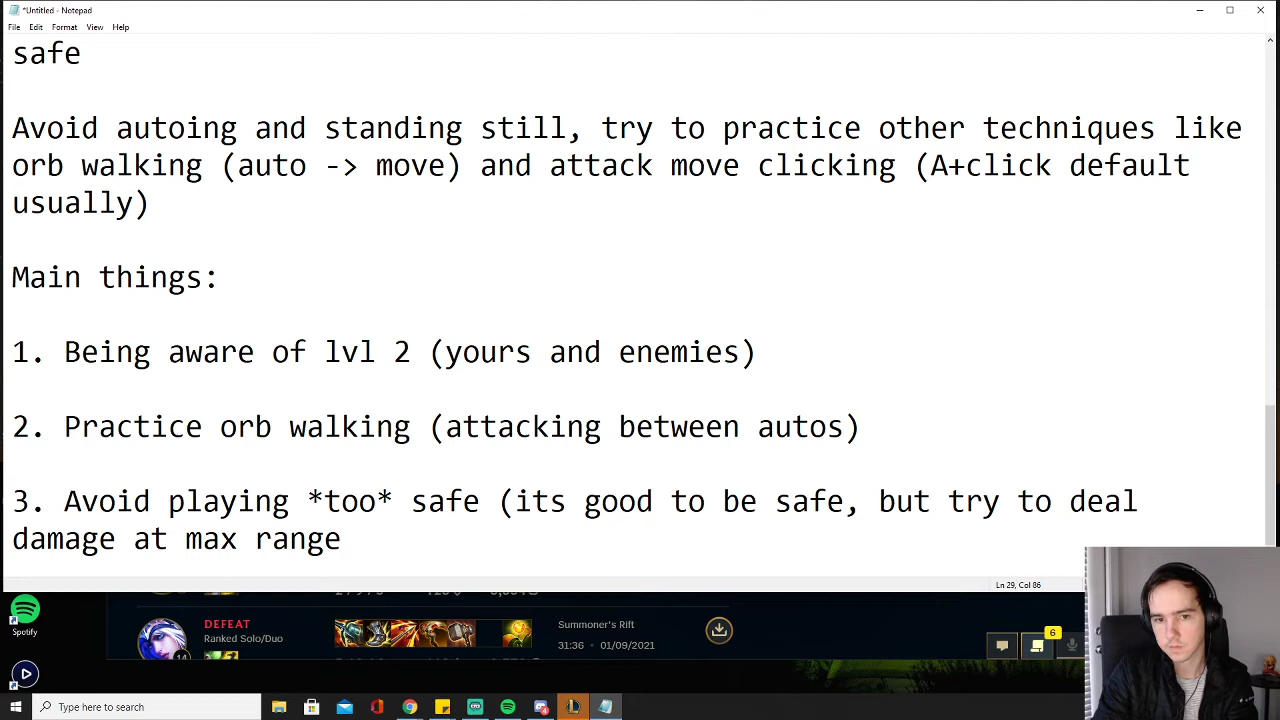 *Untitled - Notepad
File Edit Format View Help
safe
Avoid autoing and standing still, try to practice other techniques like
orb walking (auto -> move) and attack move clicking (A+click default
usually)
Main things:
1. Being aware of lvl 2 (yours and enemies)
2. Practice orb walking (attacking between autos)
3. Avoid playing *too* safe (its good to be safe, but try to deal
damage at max range
Ln 29, Col 86
Spotify
DEFEAT
Ranked Solo/Duo
14
Summoner's Rift
31:36 • 01/09/2021
6
Type here to search